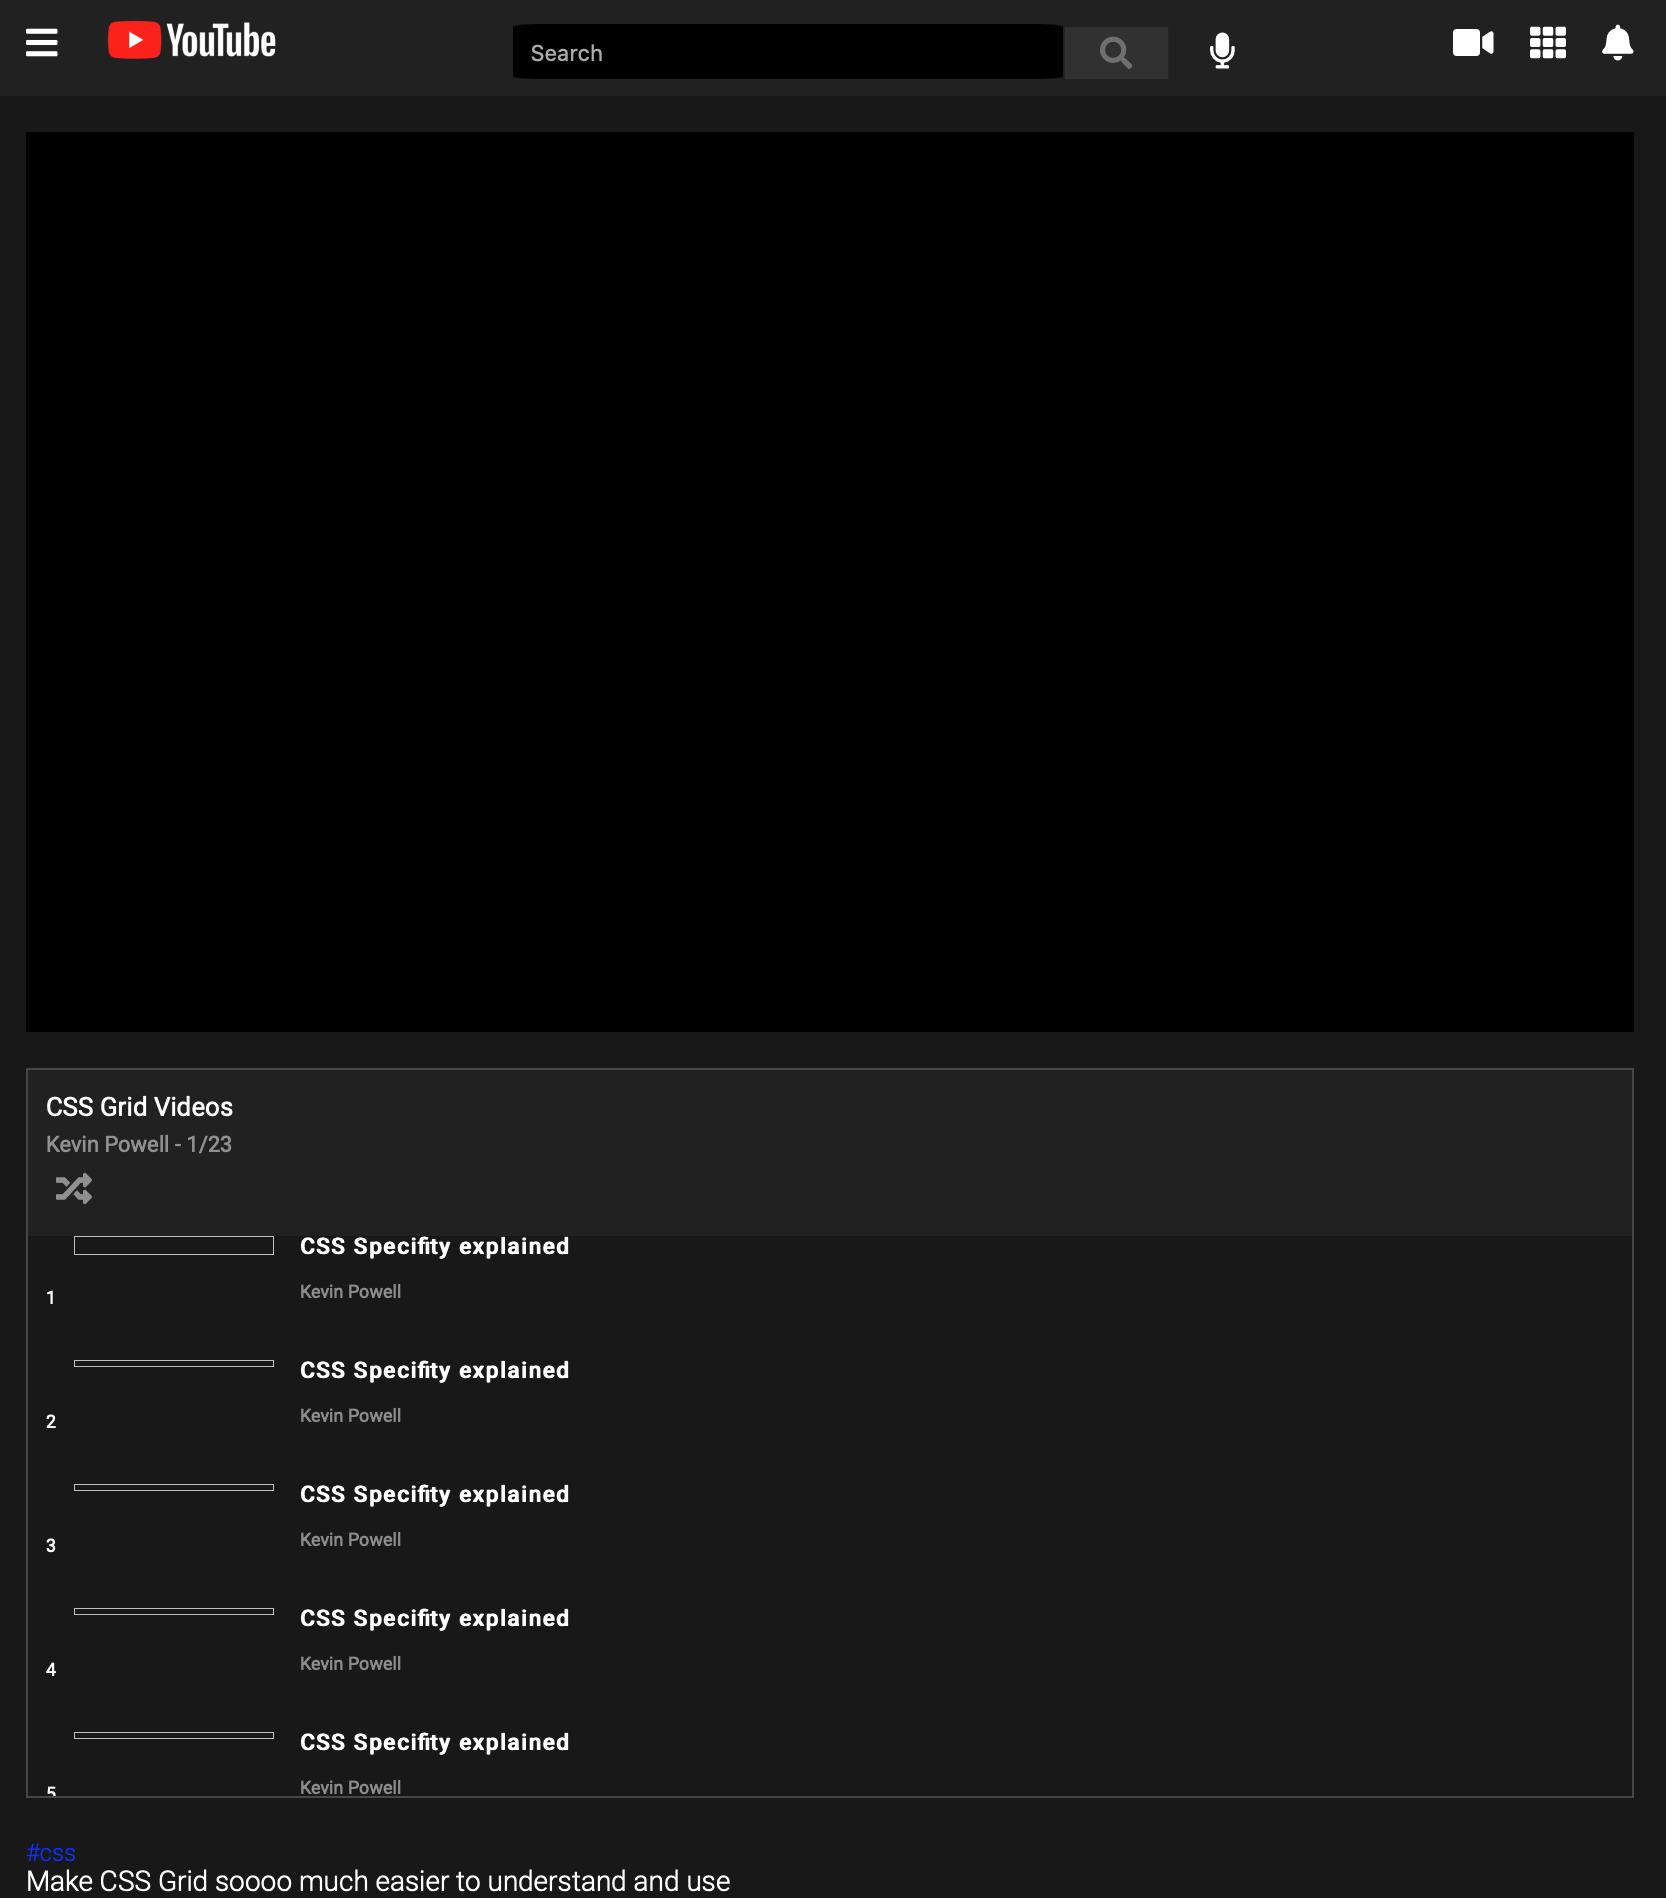 YouTube
Search
CSS Grid Videos
Kevin Powell - 1/23
CSS Specifity explained
Kevin Powell
1
CSS Specifity explained
Kevin Powell
2
CSS Specifity explained
Kevin Powell
3
CSS Specifity explained
Kevin Powell
4
CSS Specifity explained
Kevin Powell
5
#css
Make CSS Grid soooo much easier to understand and use